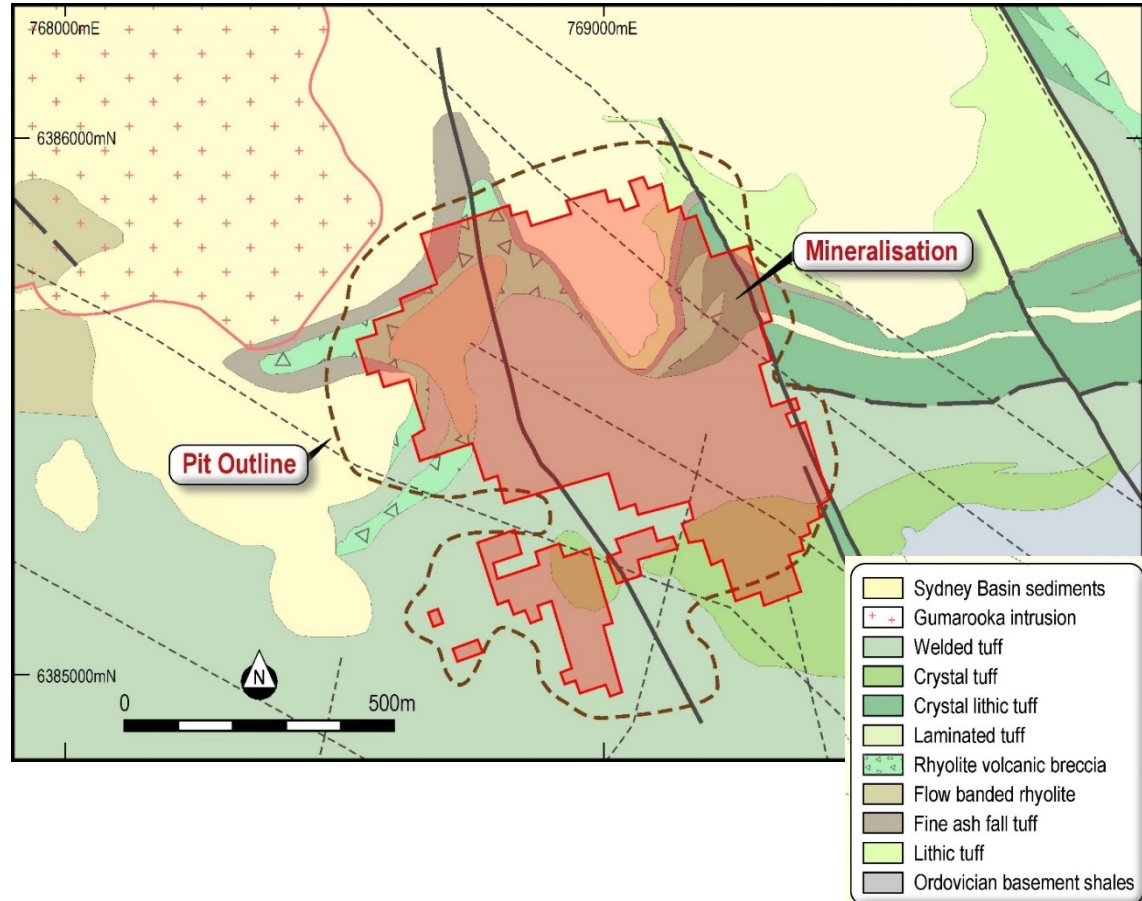 768000mE
769000mE
6386000mN
Mineralisation
Pit Outline
6385000mN
N
0
500m
Sydney Basin sediments
Gumarooka intrusion
Welded tuff
Crystal tuff
Crystal lithic tuff
Laminated tuff
Rhyolite volcanic breccia
Flow banded rhyolite
Fine ash fall tuff
Lithic tuff
Ordovician basement shales